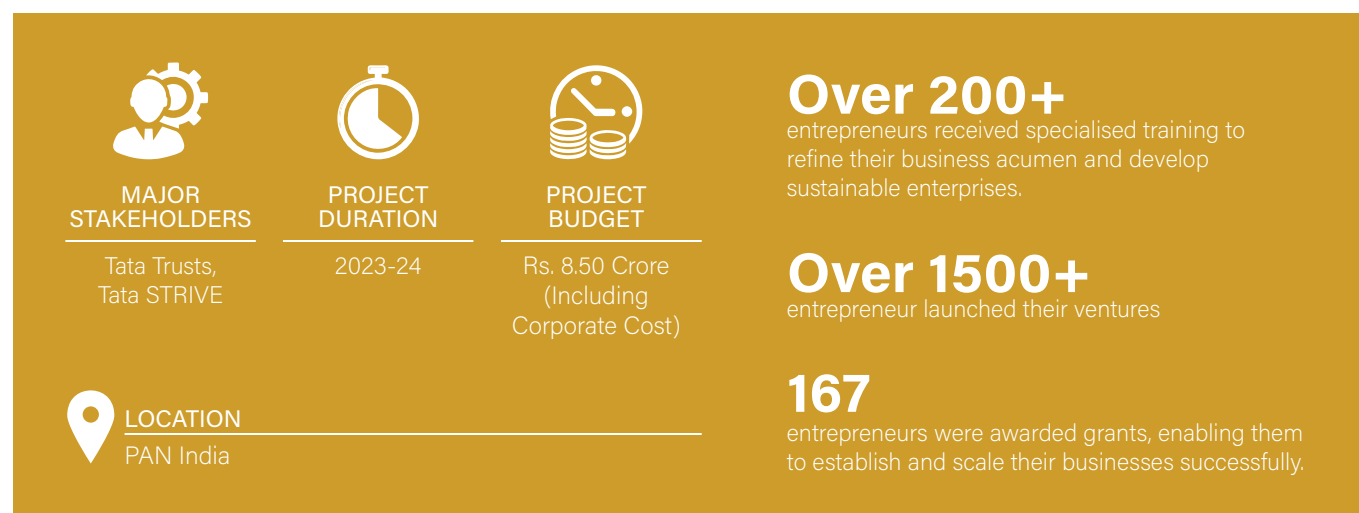 MAJOR
STAKEHOLDERS
Tata Trusts,
Tata STRIVE
PROJECT
DURATION
2023-24
PROJECT
BUDGET
Rs. 8.50 Crore
(Including
Corporate Cost)
LOCATION
PAN India
Over 200+
entrepreneurs received specialised training to
refine their business acumen and develop
sustainable enterprises.
Over 1500+
entrepreneur launched their ventures
167
entrepreneurs were awarded grants, enabling them
to establish and scale their businesses successfully.